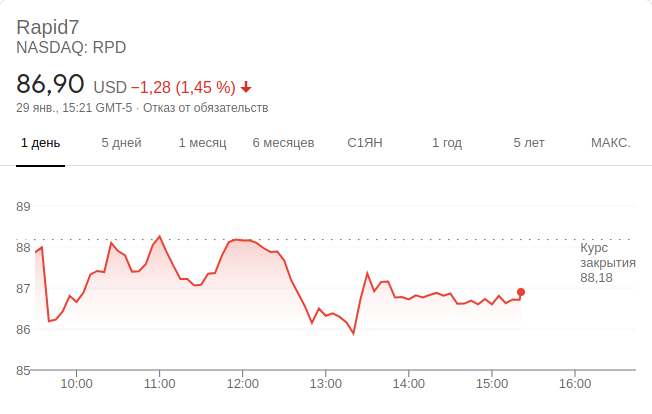 Rapid7
NASDAQ: RPD
86,90 USD −1,28 (1,45 %)
29 янв., 15:21 GMT-5 · Отказ от обязательств
1 день 5 дней 1 месяц 6 месяцев С1ЯН 1 год 5 лет МАКС.
89
88
87
86
85
Курс
закрытия
88,18
10:00 11:00 12:00 13:00 14:00 15:00 16:00